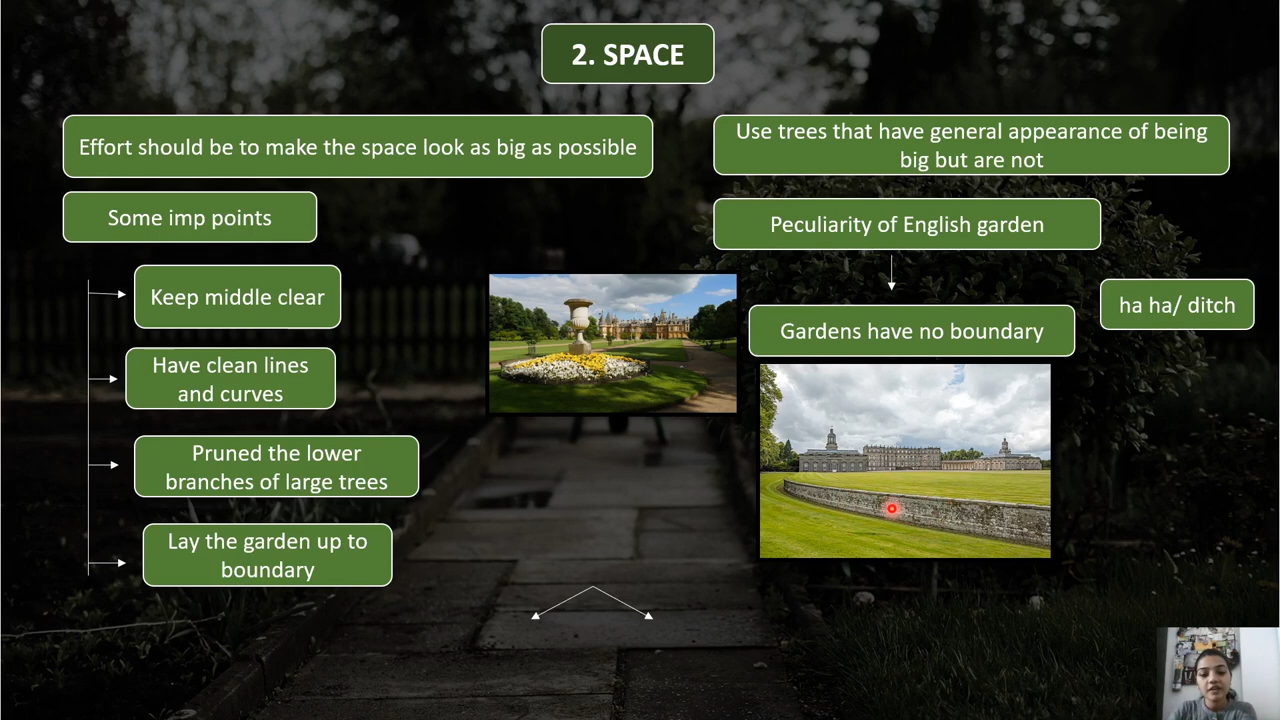 2. SPACE
Effort should be to make the space look as big as possible
Some imp points
Keep middle clear
Have clean lines
and curves
Pruned the lower
branches of large trees
Lay the garden up to
boundary
Use trees that have general appearance of being
big but are not
Peculiarity of English garden
Gardens have no boundary
ha ha/ ditch